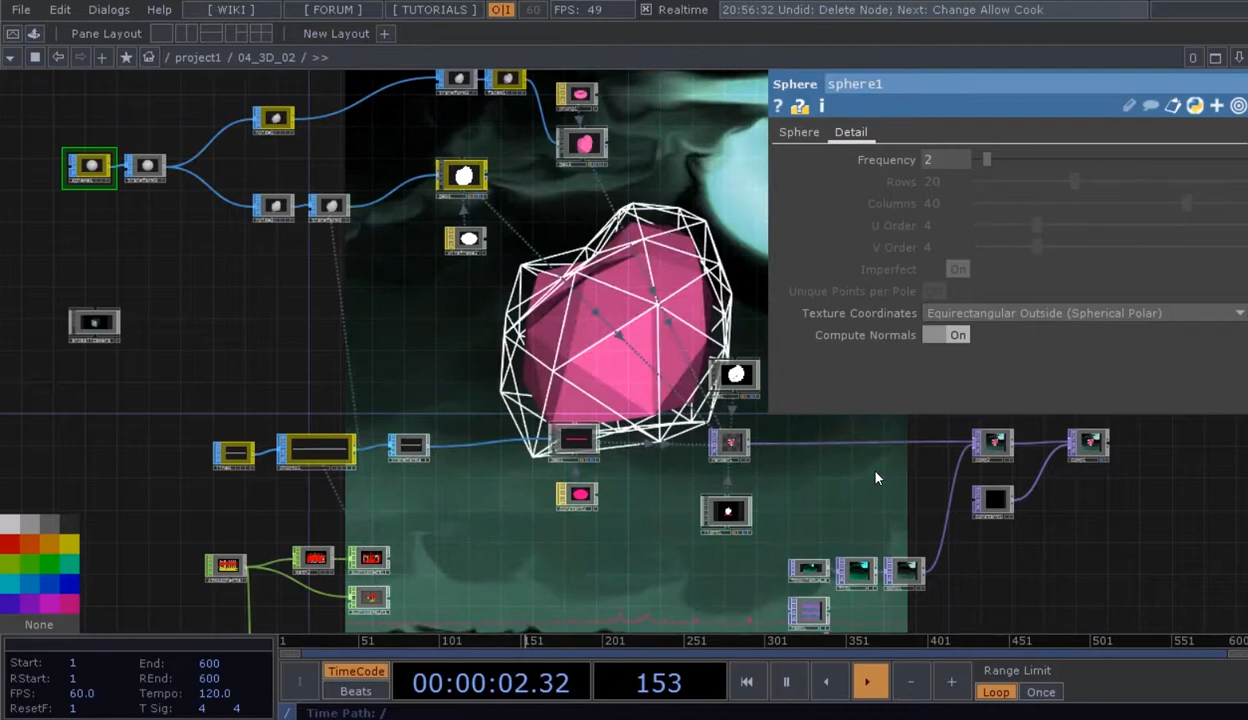 File Edit Dialogs Help [ WIKI ] [ FORUM ] [ TUTORIALS ] O|I 60 FPS: 49 Realtime 20:56:32 Undid: Delete Node; Next: Change Allow Cook
Pane Layout New Layout +
/ project1 / 04_3D_02 / >> 0
Sphere sphere1
? ? i
Sphere Detail
Frequency 2
Rows 20
Columns 40
U Order 4
V Order 4
Imperfect On
Unique Points per Pole
Texture Coordinates Equirectangular Outside (Spherical Polar)
Compute Normals On
None
1 51 101 151 201 251 301 351 401 451 501 551 600
Start: 1 End: 600
RStart: 1 REnd: 600
FPS: 60.0 Tempo: 120.0
ResetF: 1 T Sig: 4 4
TimeCode
Beats
00:00:02.32
153
Range Limit
Loop Once
/ Time Path: /